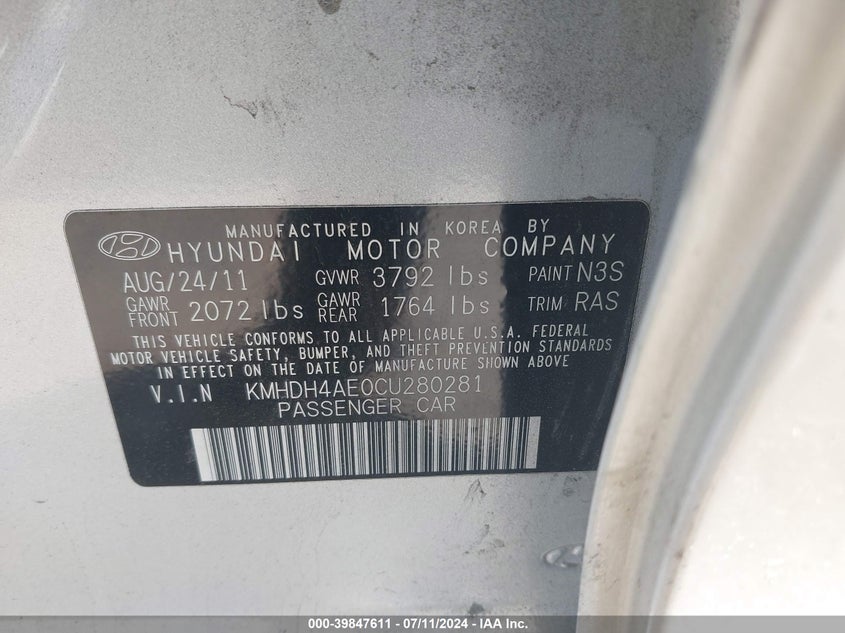 MANUFACTURED IN KOREA BY
HYUNDAI MOTOR COMPANY
AUG/24/11 GVWR 3792 lbs PAINT N3S
GAWR FRONT 2072 lbs GAWR REAR 1764 lbs TRIM RAS
THIS VEHICLE CONFORMS TO ALL APPLICABLE U.S.A. FEDERAL
MOTOR VEHICLE SAFETY, BUMPER, AND THEFT PREVENTION STANDARDS
IN EFFECT ON THE DATE OF MANUFACTURE SHOWN ABOVE
V.I.N KMHDH4AE0CU280281
PASSENGER CAR
000-39847611 - 07/11/2024 - IAA Inc.